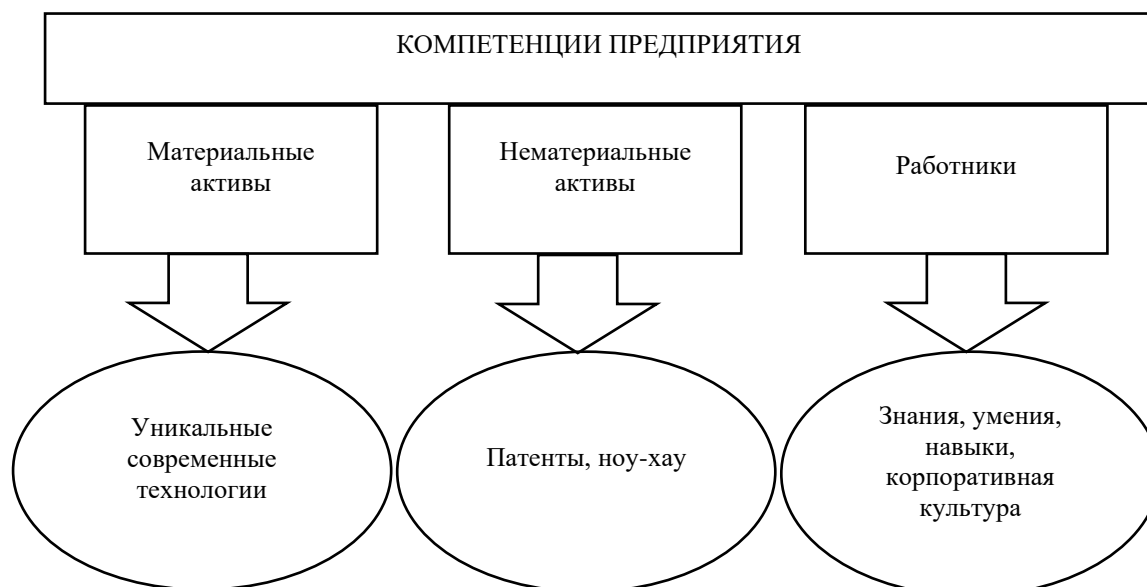 КОМПЕТЕНЦИИ ПРЕДПРИЯТИЯ
Материальные
активы
Нематериальные
активы
Работники
Уникальные
современные
технологии
Патенты, ноу-хау
Знания, умения,
навыки,
корпоративная
культура